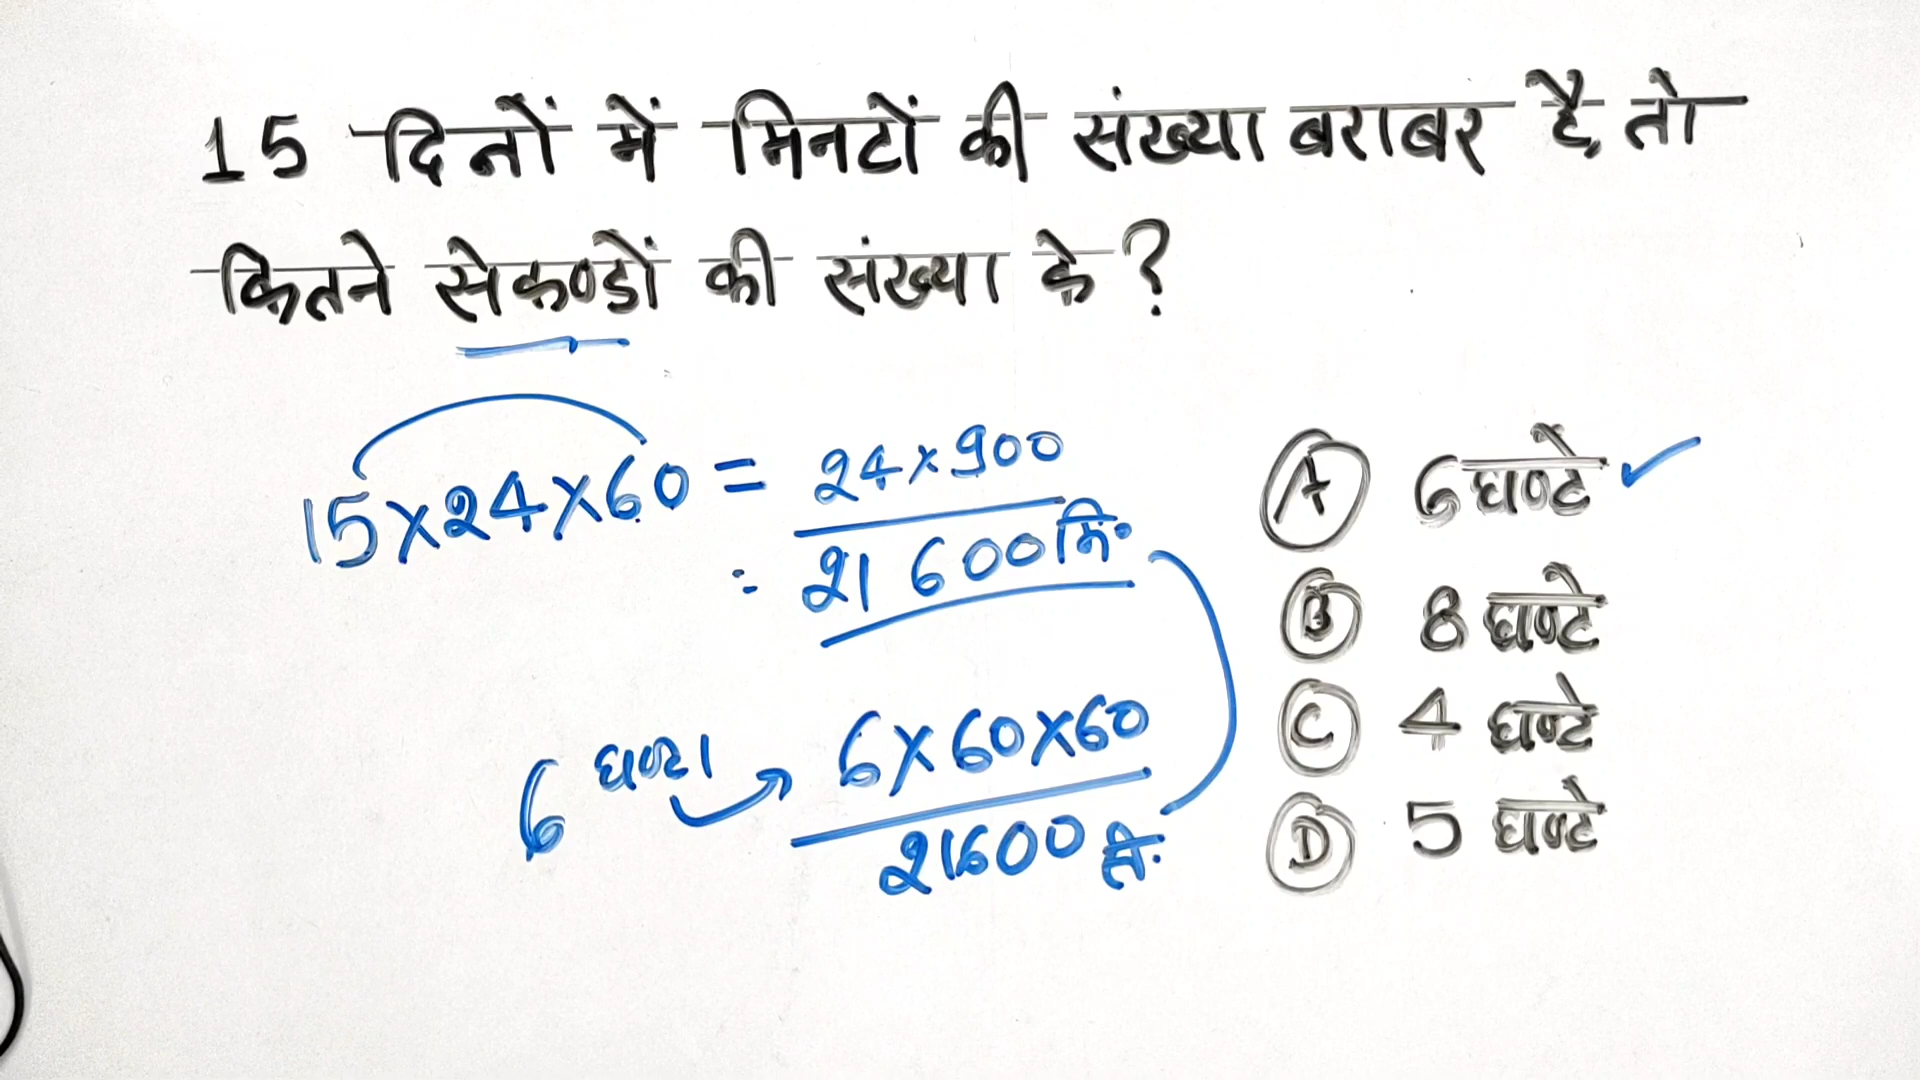 15 दिनों में मिनटों की संख्या बराबर है, तो
कितने सेकण्डों की संख्या के?
15×24×60 = 24×900
= 21600 मि.
6 घण्टा → 6×60×60
21600 से.
A 6 घण्टे ✓
B 8 घण्टे
C 4 घण्टे
D 5 घण्टे